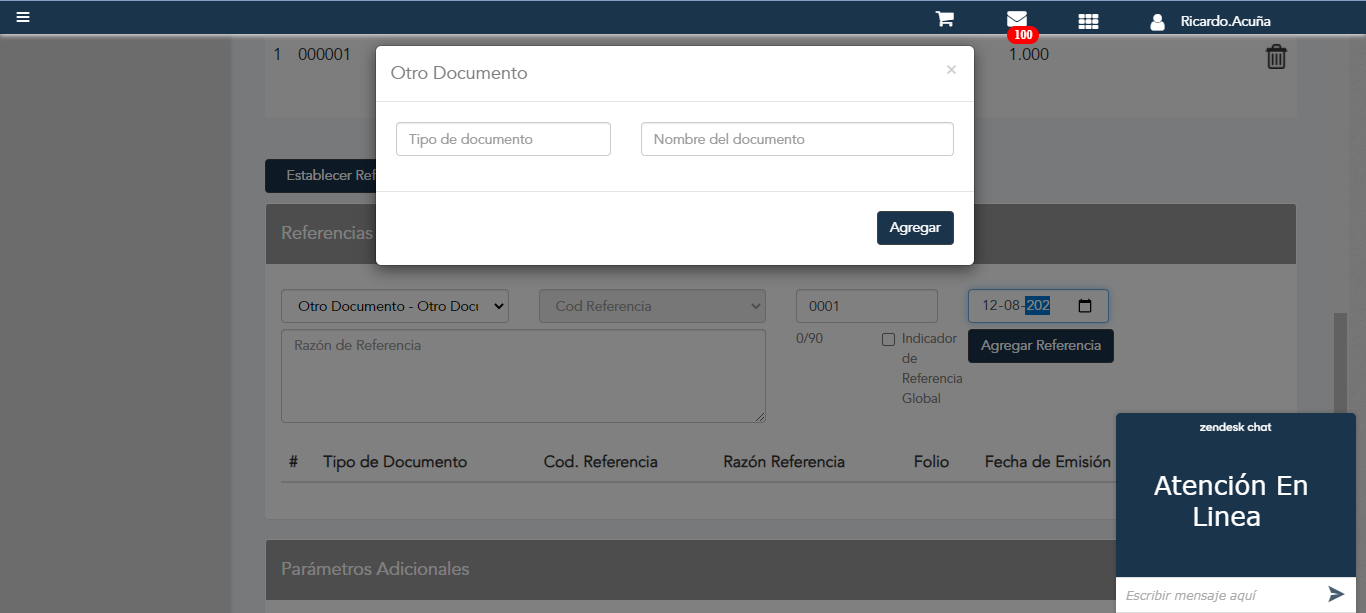 Ricardo.Acuña
100
1 000001 1.000
Otro Documento ×
Tipo de documento Nombre del documento
Agregar
Establecer Ref
Referencias
Otro Documento - Otro Docu Cod Referencia 0001 12-08-202
Razón de Referencia 0/90 Indicador Agregar Referencia
de
Referencia
Global
# Tipo de Documento Cod. Referencia Razón Referencia Folio Fecha de Emisión
Parámetros Adicionales
zendesk chat
Atención En
Linea
Escribir mensaje aquí